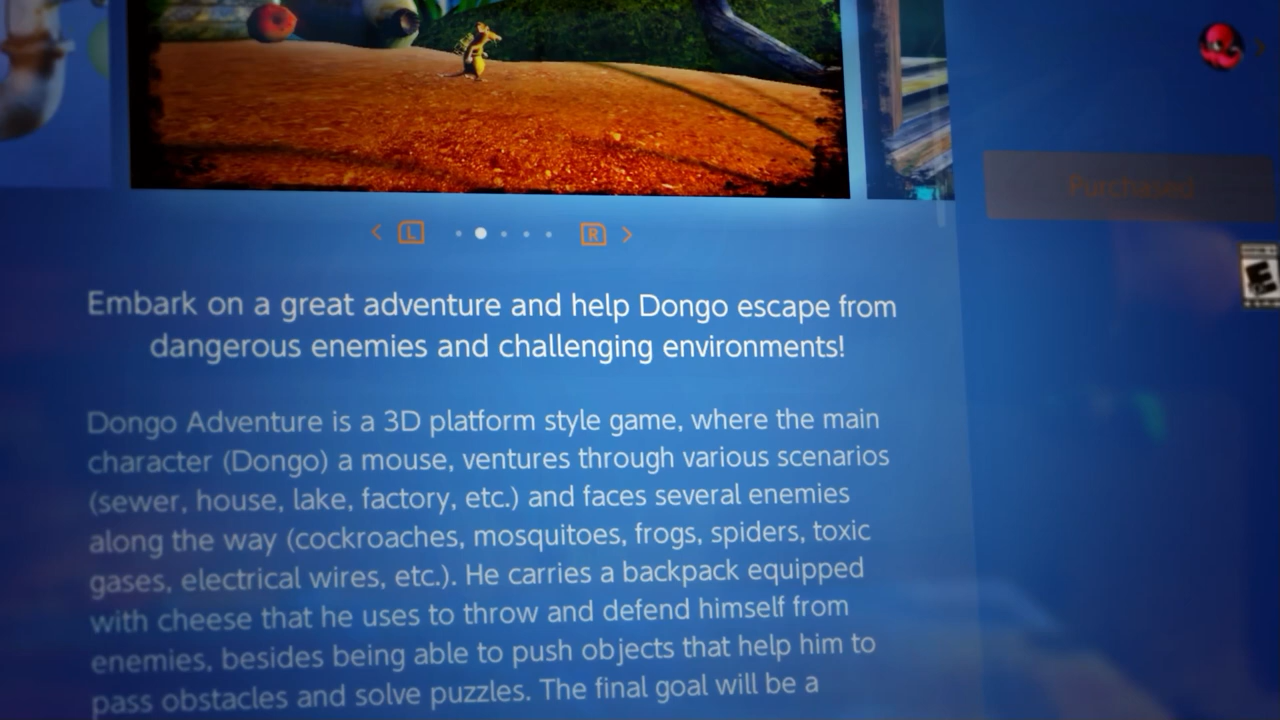 Purchased
< L R >
E
Embark on a great adventure and help Dongo escape from
dangerous enemies and challenging environments!
Dongo Adventure is a 3D platform style game, where the main
character (Dongo) a mouse, ventures through various scenarios
(sewer, house, lake, factory, etc.) and faces several enemies
along the way (cockroaches, mosquitoes, frogs, spiders, toxic
gases, electrical wires, etc.). He carries a backpack equipped
with cheese that he uses to throw and defend himself from
enemies, besides being able to push objects that help him to
pass obstacles and solve puzzles. The final goal will be a